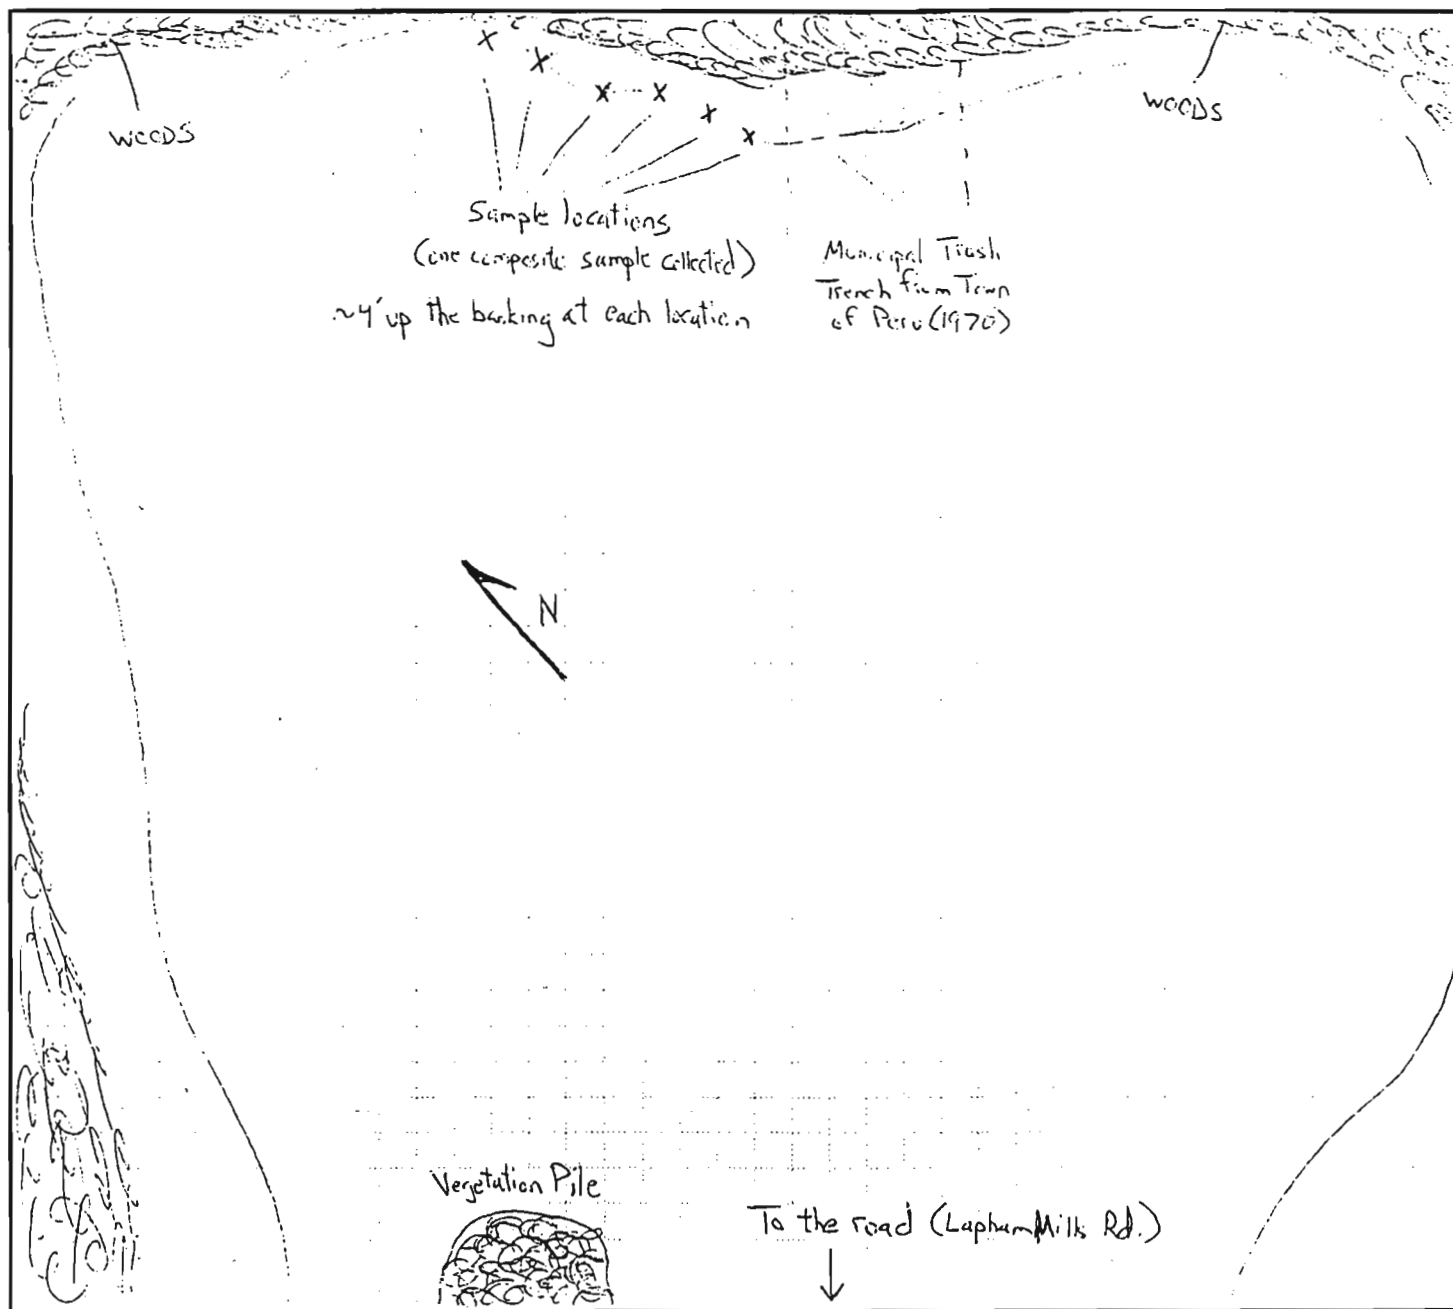 WOODS
WOODS
Sample locations
(one composite sample collected)
~4' up the banking at each location
Municipal Trash
Trench from Town
of Peru (1970)
N
Vegetation Pile
To the road (Lapham Mills Rd.)